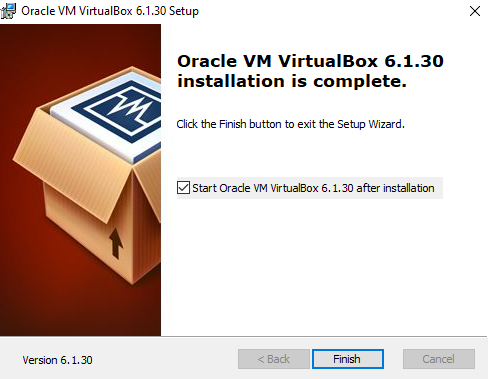 Oracle VM VirtualBox 6.1.30 Setup
Oracle VM VirtualBox 6.1.30
installation is complete.
Click the Finish button to exit the Setup Wizard.
Start Oracle VM VirtualBox 6.1.30 after installation
Version 6.1.30
< Back
Finish
Cancel